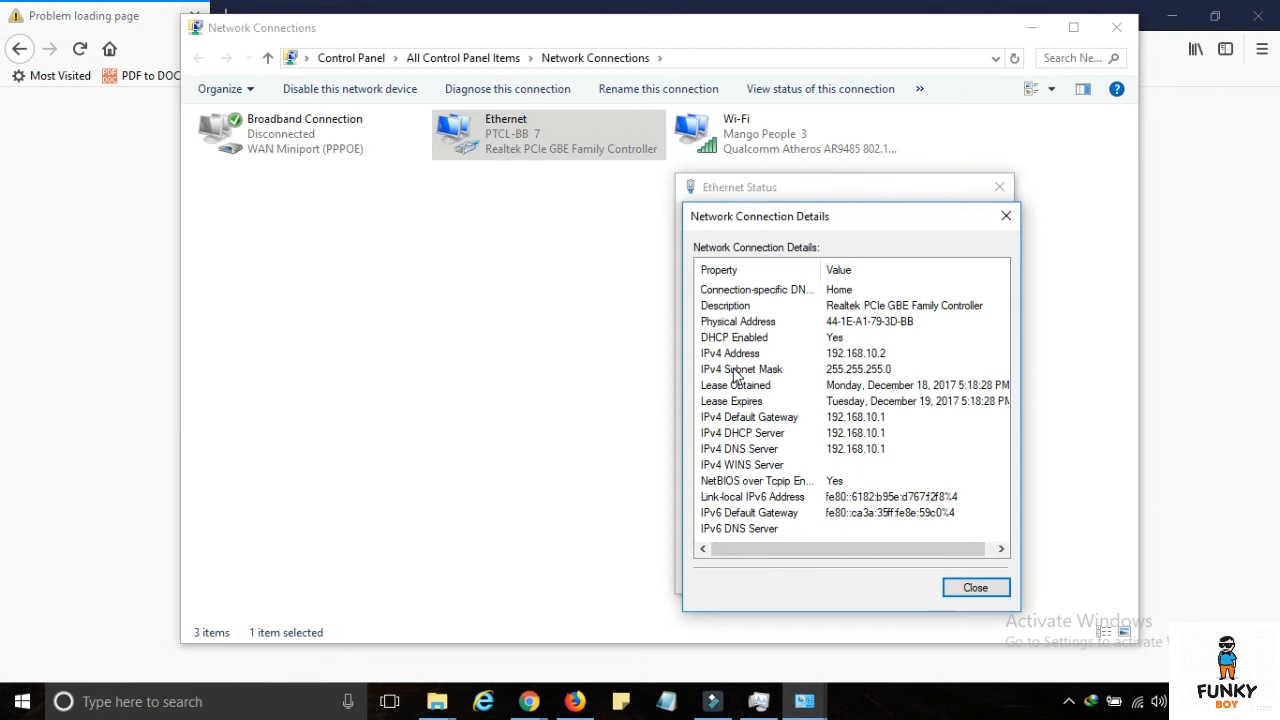 Problem loading page
Network Connections
Control Panel
All Control Panel Items
Network Connections
Search Ne...
Most Visited
PDF to DOC
Organize
Disable this network device
Diagnose this connection
Rename this connection
View status of this connection
»
Broadband Connection
Disconnected
WAN Miniport (PPPOE)
Ethernet
PTCL-BB 7
Realtek PCIe GBE Family Controller
Wi-Fi
Mango People 3
Qualcomm Atheros AR9485 802.1...
Ethernet Status
Network Connection Details
Network Connection Details:
Property Value
Connection-specific DN... Home
Description Realtek PCIe GBE Family Controller
Physical Address 44-1E-A1-79-3D-BB
DHCP Enabled Yes
IPv4 Address 192.168.10.2
IPv4 Subnet Mask 255.255.255.0
Lease Obtained Monday, December 18, 2017 5:18:28 PM
Lease Expires Tuesday, December 19, 2017 5:18:28 PM
IPv4 Default Gateway 192.168.10.1
IPv4 DHCP Server 192.168.10.1
IPv4 DNS Server 192.168.10.1
IPv4 WINS Server
NetBIOS over Tcpip En... Yes
Link-local IPv6 Address fe80::6182:b95e:d767:f2f8%4
IPv6 Default Gateway fe80::ca3a:35ff:fe8e:59c0%4
IPv6 DNS Server
Close
Activate Windows
Go to Settings to activate W
3 items 1 item selected
Type here to search
FUNKY
BOY